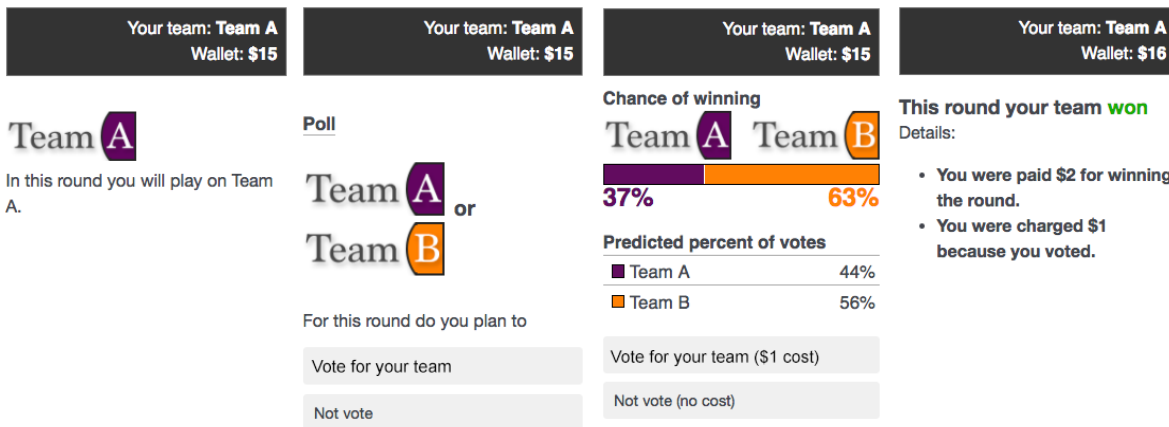 Your team: Team A
Wallet: $15
Team A
In this round you will play on Team
A.
Your team: Team A
Wallet: $15
Poll
Team A or
Team B
For this round do you plan to
Vote for your team
Not vote
Your team: Team A
Wallet: $15
Chance of winning
Team A Team B
37% 63%
Predicted percent of votes
Team A 44%
Team B 56%
Vote for your team ($1 cost)
Not vote (no cost)
Your team: Team A
Wallet: $16
This round your team won
Details:
• You were paid $2 for winning
the round.
• You were charged $1
because you voted.